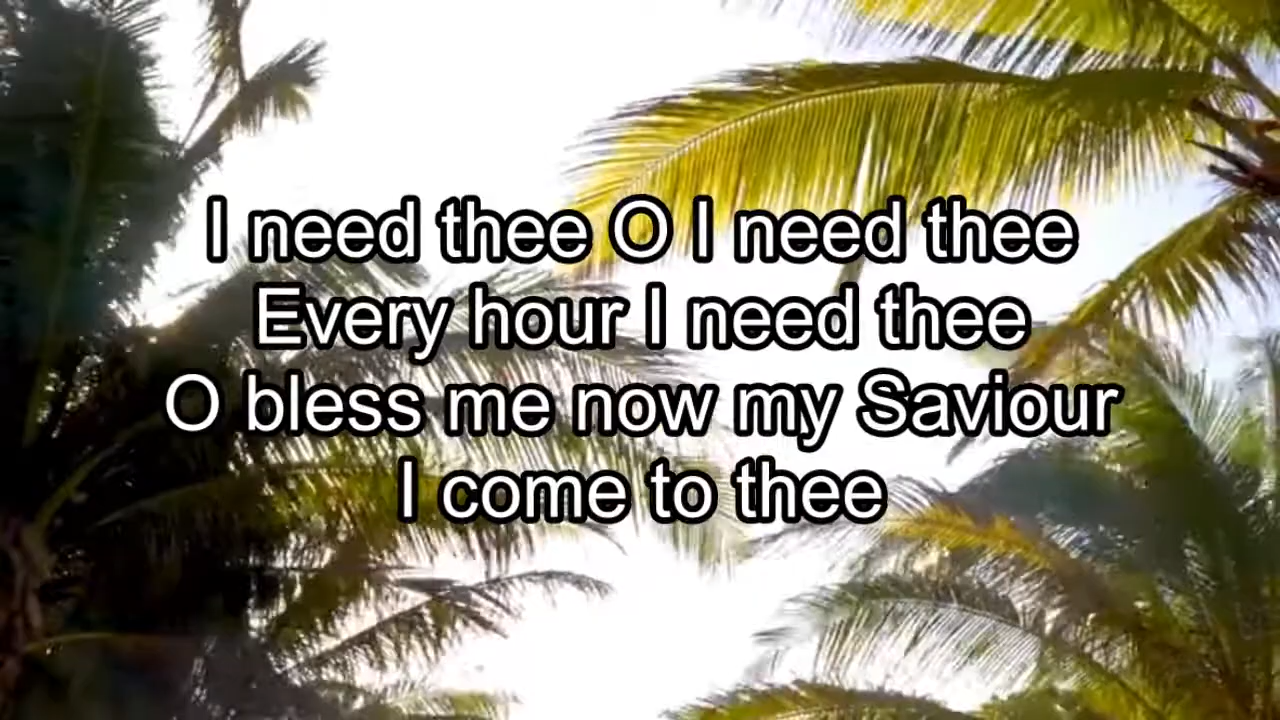 I need thee O I need thee
Every hour I need thee
O bless me now my Saviour
I come to thee